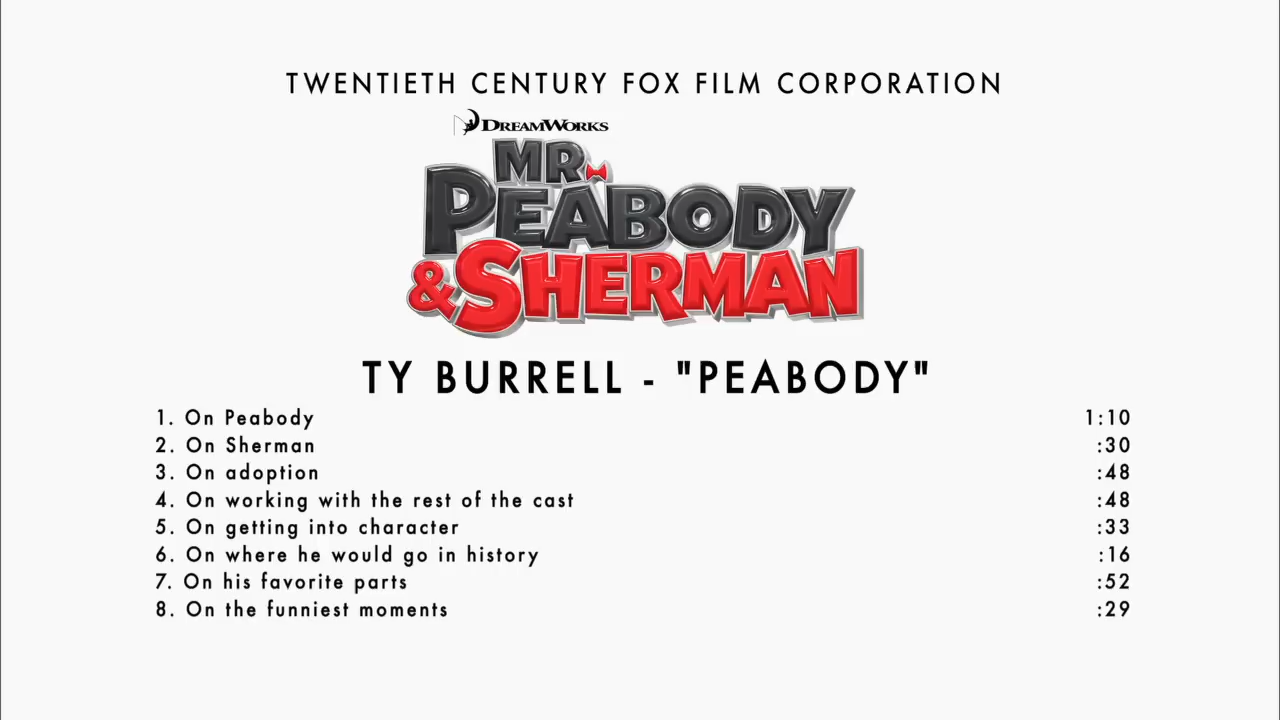 TWENTIETH CENTURY FOX FILM CORPORATION
DREAMWORKS
MR.
PEABODY
& SHERMAN
TY BURRELL - "PEABODY"
1. On Peabody 1:10
2. On Sherman :30
3. On adoption :48
4. On working with the rest of the cast :48
5. On getting into character :33
6. On where he would go in history :16
7. On his favorite parts :52
8. On the funniest moments :29